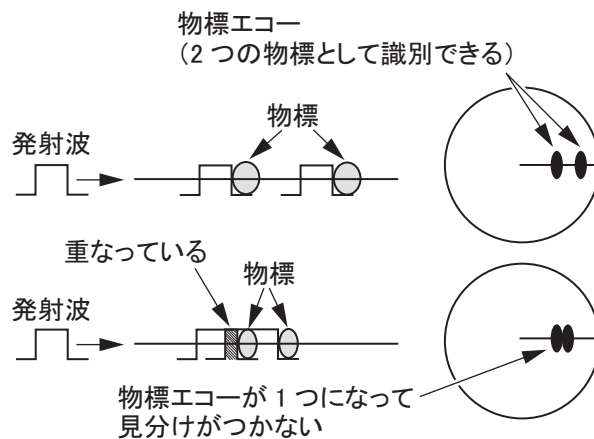 物標エコー
(2 つの物標として識別できる)
物標
発射波
重なっている
物標
発射波
物標エコーが 1 つになって
見分けがつかない